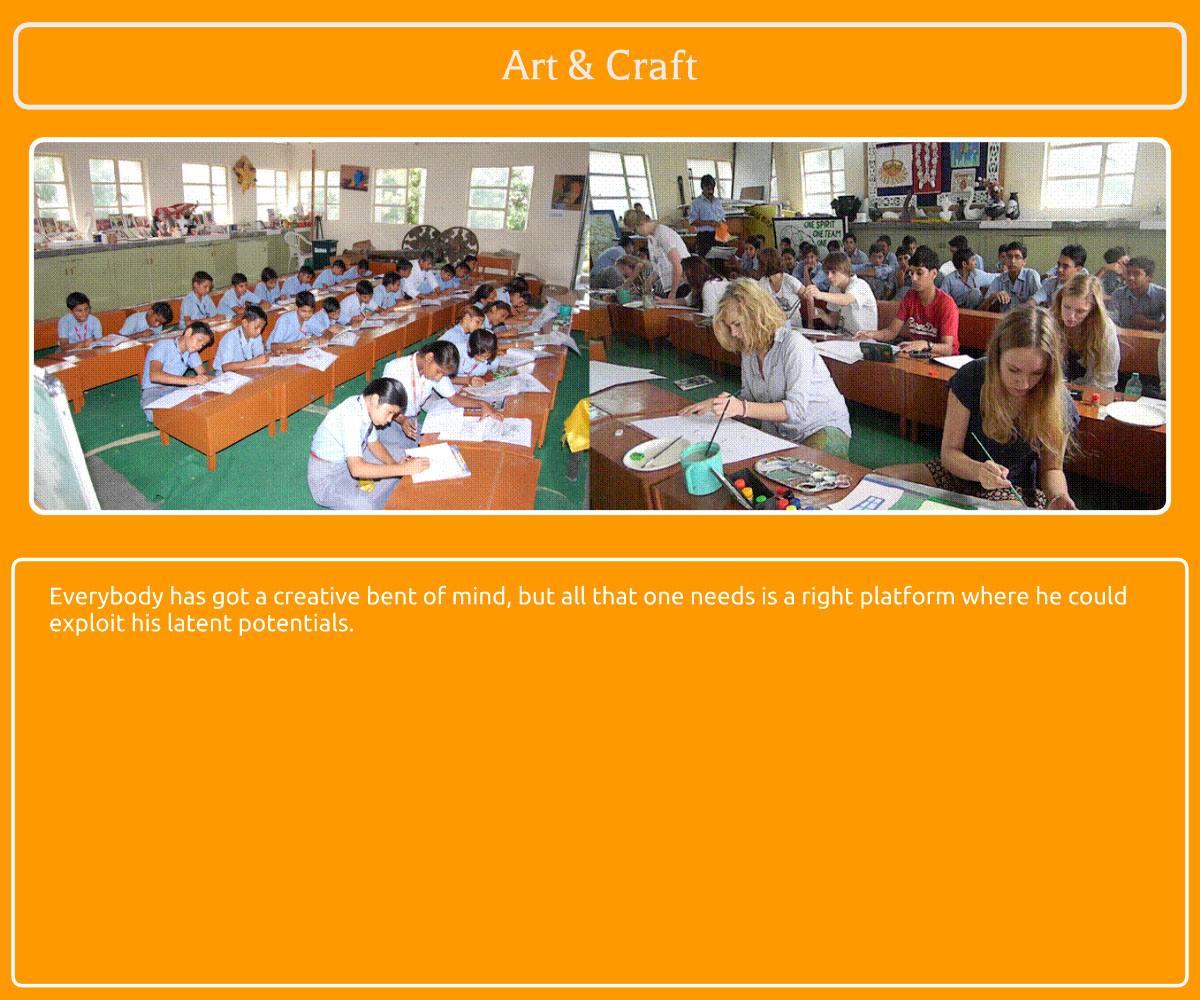 Art & Craft
ONE SPIRIT
ONE TEAM
Everybody has got a creative bent of mind, but all that one needs is a right platform where he could
exploit his latent potentials.